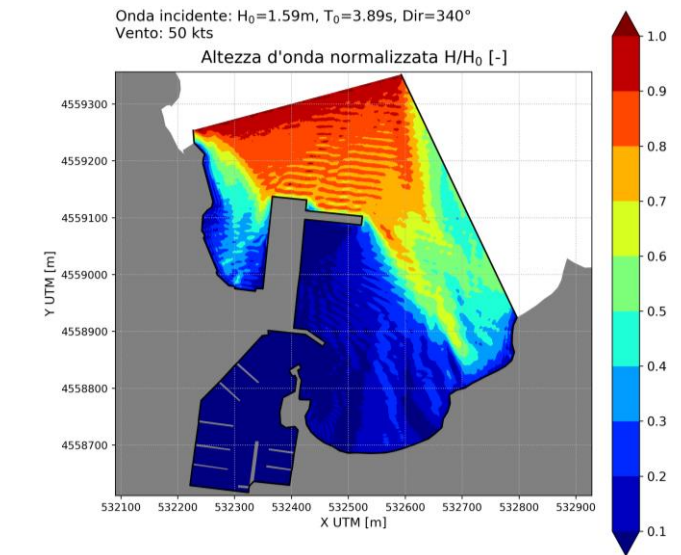 Onda incidente: H₀=1.59m, T₀=3.89s, Dir=340°
Vento: 50 kts
Altezza d'onda normalizzata H/H₀ [-]
1.0
0.9
0.8
0.7
0.6
0.5
0.4
0.3
0.2
0.1
Y UTM [m]
4559300
4559200
4559100
4559000
4558900
4558800
4558700
532100 532200 532300 532400 532500 532600 532700 532800 532900
X UTM [m]